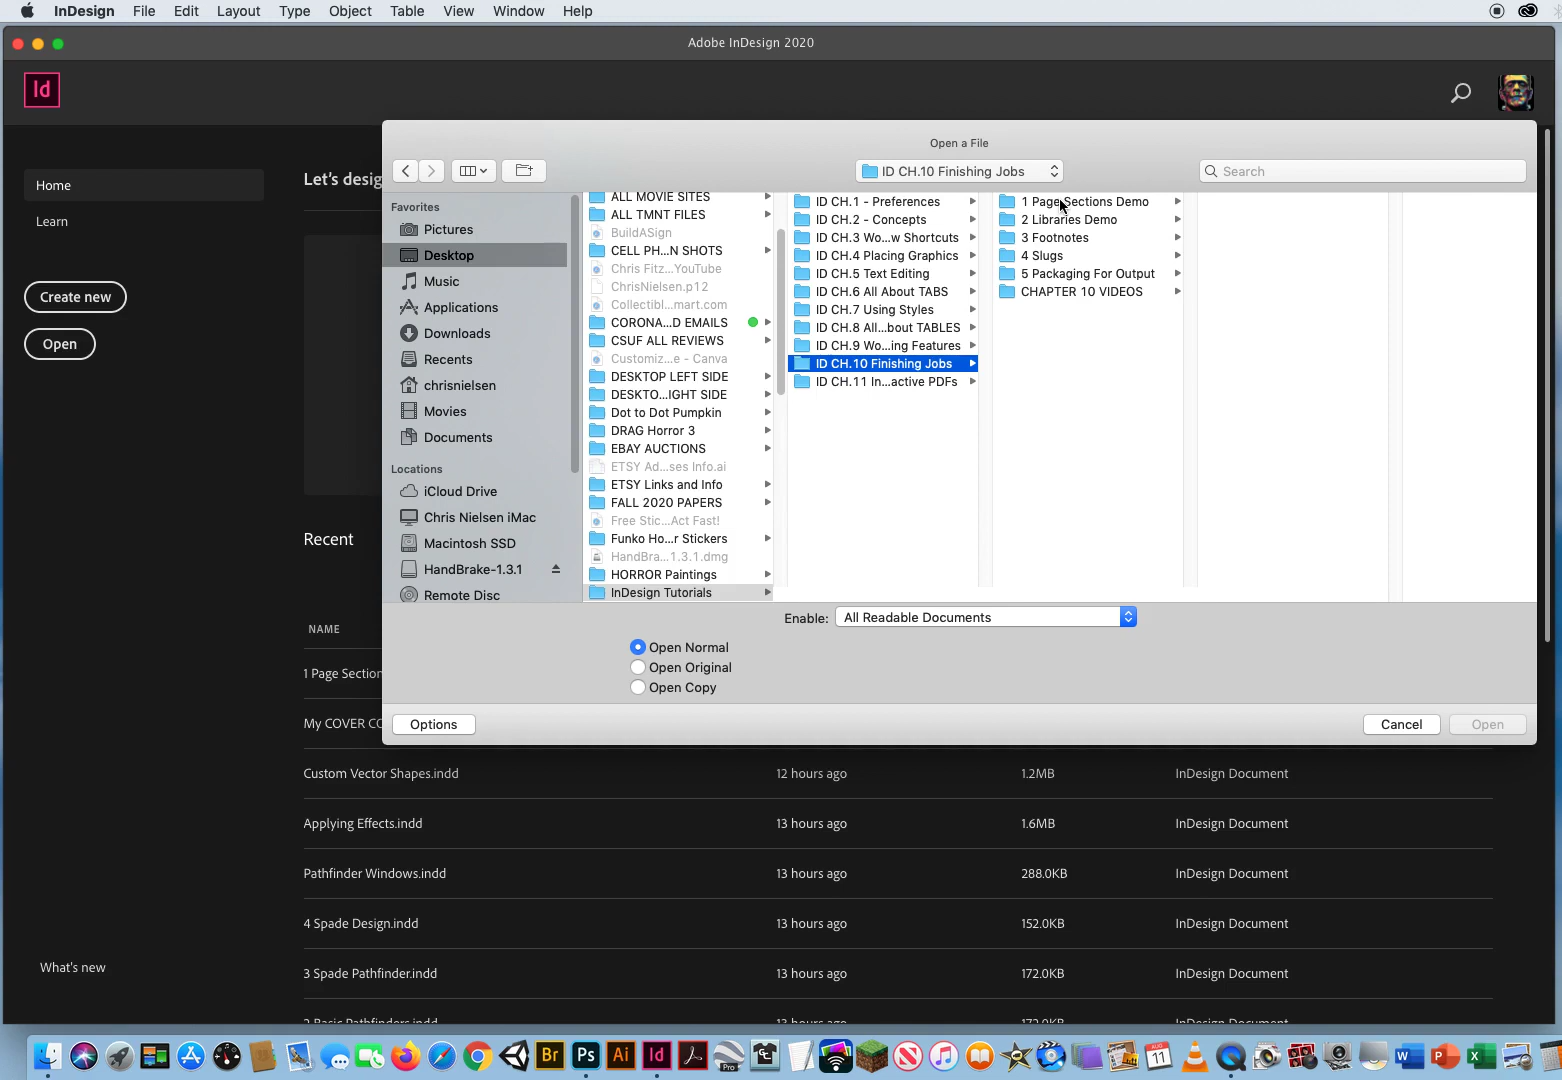 InDesign File Edit Layout Type Object Table View Window Help
Adobe InDesign 2020
Id
Open a File
ID CH.10 Finishing Jobs
Search
Home
Learn
Create new
Open
What's new
Let's desig
Recent
NAME
Favorites
Pictures
Desktop
Music
Applications
Downloads
Recents
chrisnielsen
Movies
Documents
Locations
iCloud Drive
Chris Nielsen iMac
Macintosh SSD
HandBrake-1.3.1
Remote Disc
ALL MOVIE SITES
ALL TMNT FILES
BuildASign
CELL PH...N SHOTS
Chris Fitz...YouTube
ChrisNielsen.p12
Collectibl...mart.com
CORONA...D EMAILS
CSUF ALL REVIEWS
Customiz...e - Canva
DESKTOP LEFT SIDE
DESKTO...IGHT SIDE
Dot to Dot Pumpkin
DRAG Horror 3
EBAY AUCTIONS
ETSY Ad...ses Info.ai
ETSY Links and Info
FALL 2020 PAPERS
Free Stic...Act Fast!
Funko Ho...r Stickers
HandBra...1.3.1.dmg
HORROR Paintings
InDesign Tutorials
ID CH.1 - Preferences
ID CH.2 - Concepts
ID CH.3 Wo...w Shortcuts
ID CH.4 Placing Graphics
ID CH.5 Text Editing
ID CH.6 All About TABS
ID CH.7 Using Styles
ID CH.8 All...bout TABLES
ID CH.9 Wo...ing Features
ID CH.10 Finishing Jobs
ID CH.11 In...active PDFs
1 Page Sections Demo
2 Libraries Demo
3 Footnotes
4 Slugs
5 Packaging For Output
CHAPTER 10 VIDEOS
Enable: All Readable Documents
Open Normal
Open Original
Open Copy
Options
Cancel
Open
1 Page Section
My COVER CO
Custom Vector Shapes.indd 12 hours ago 1.2MB InDesign Document
Applying Effects.indd 13 hours ago 1.6MB InDesign Document
Pathfinder Windows.indd 13 hours ago 288.0KB InDesign Document
4 Spade Design.indd 13 hours ago 152.0KB InDesign Document
3 Spade Pathfinder.indd 13 hours ago 172.0KB InDesign Document
2 Basic Pathfinders.indd 13 hours ago 172.0KB InDesign Document
Br Ps Ai Id Pro 11 W P X